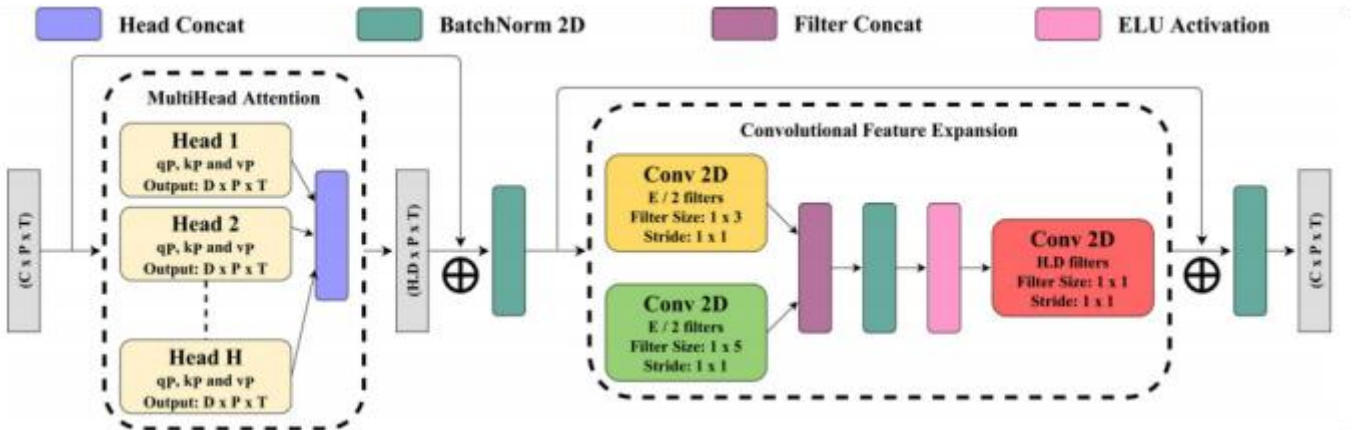 Head Concat
BatchNorm 2D
Filter Concat
ELU Activation
(C x P x T)
MultiHead Attention
Head 1
qP, kP and vP
Output: D x P x T
Head 2
qP, kP and vP
Output: D x P x T
Head H
qP, kP and vP
Output: D x P x T
(H.D x P x T)
Convolutional Feature Expansion
Conv 2D
E / 2 filters
Filter Size: 1 x 3
Stride: 1 x 1
Conv 2D
E / 2 filters
Filter Size: 1 x 5
Stride: 1 x 1
Conv 2D
H.D filters
Filter Size: 1 x 1
Stride: 1 x 1
(C x P x T)